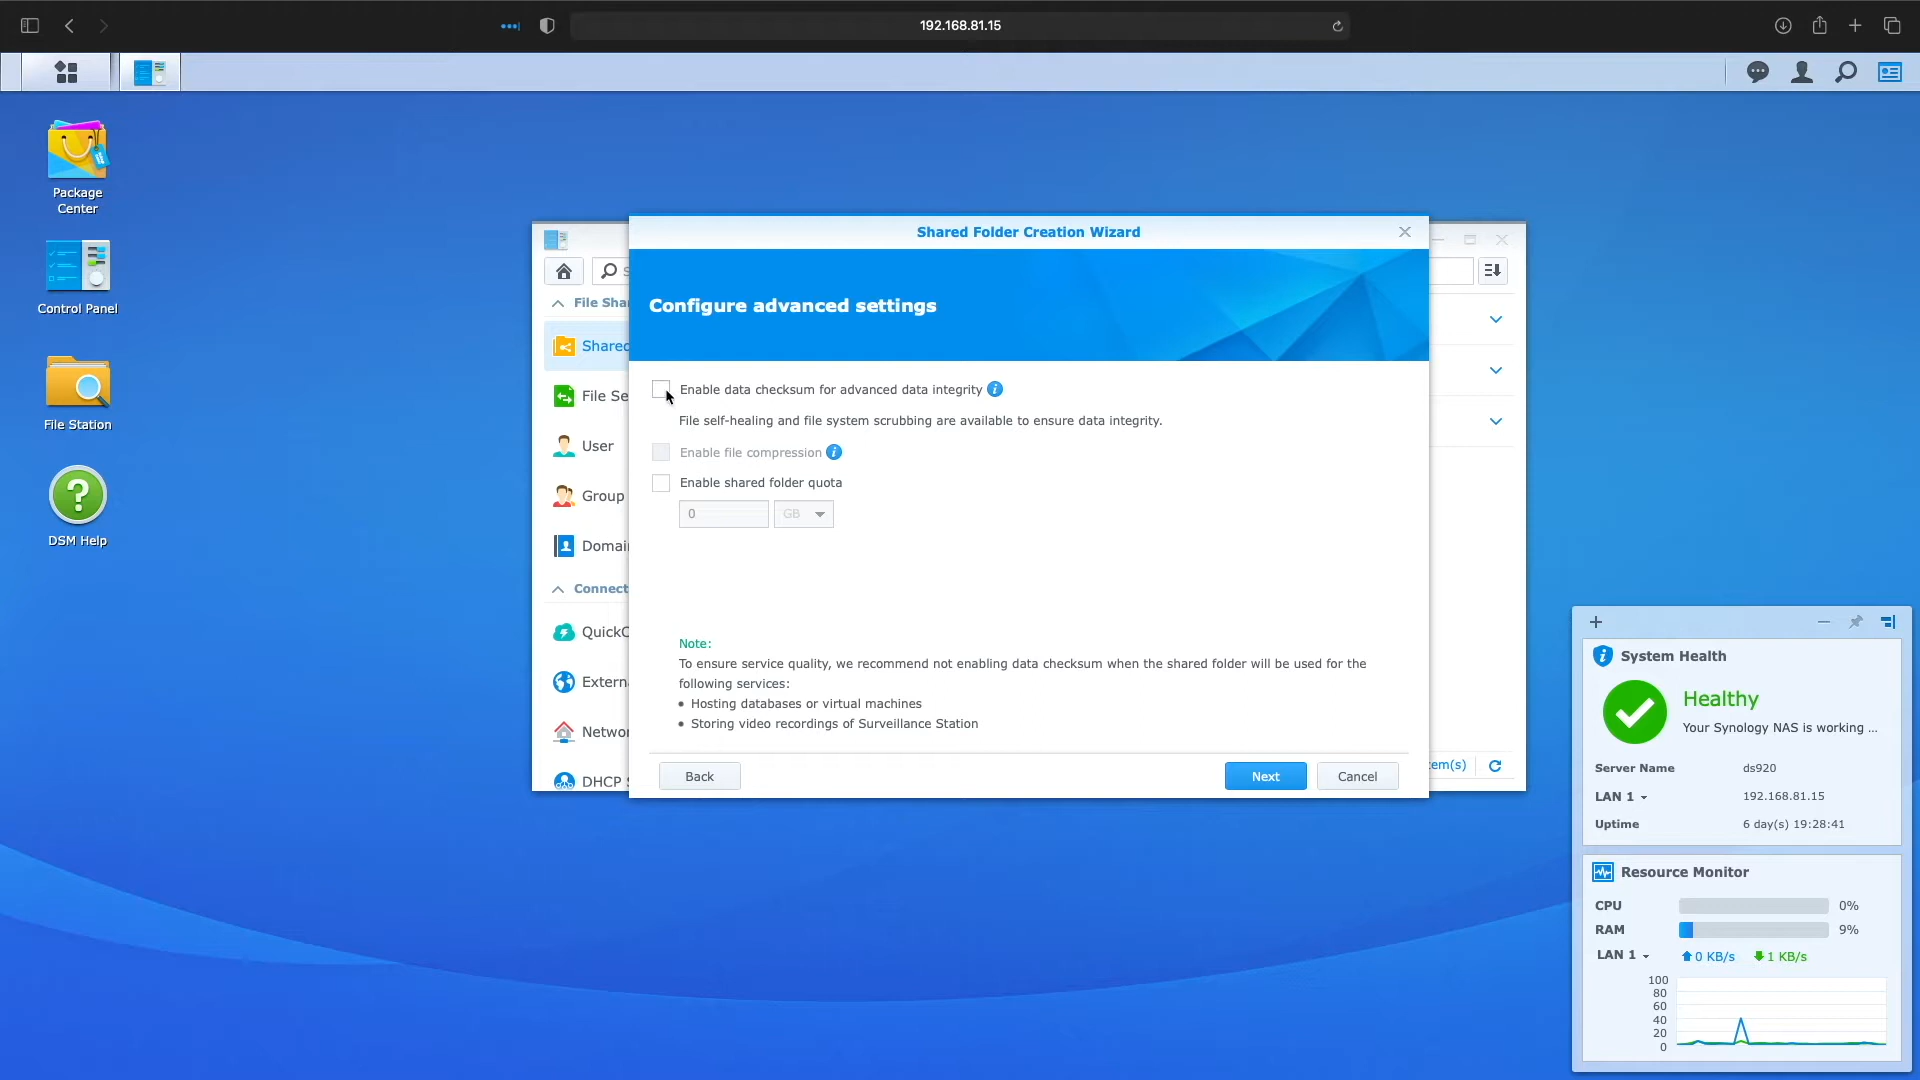 192.168.81.15
Package
Center
Control Panel
File Station
DSM Help
Shared Folder Creation Wizard
Configure advanced settings
File Sha
Shared
File Se
User
Group
Domai
Connect
QuickC
Extern
Networ
DHCP S
Enable data checksum for advanced data integrity
File self-healing and file system scrubbing are available to ensure data integrity.
Enable file compression
Enable shared folder quota
0 GB
Note:
To ensure service quality, we recommend not enabling data checksum when the shared folder will be used for the
following services:
• Hosting databases or virtual machines
• Storing video recordings of Surveillance Station
Back Next Cancel
em(s)
System Health
Healthy
Your Synology NAS is working ...
Server Name ds920
LAN 1 192.168.81.15
Uptime 6 day(s) 19:28:41
Resource Monitor
CPU 0%
RAM 9%
LAN 1 0 KB/s 1 KB/s
100
80
60
40
20
0